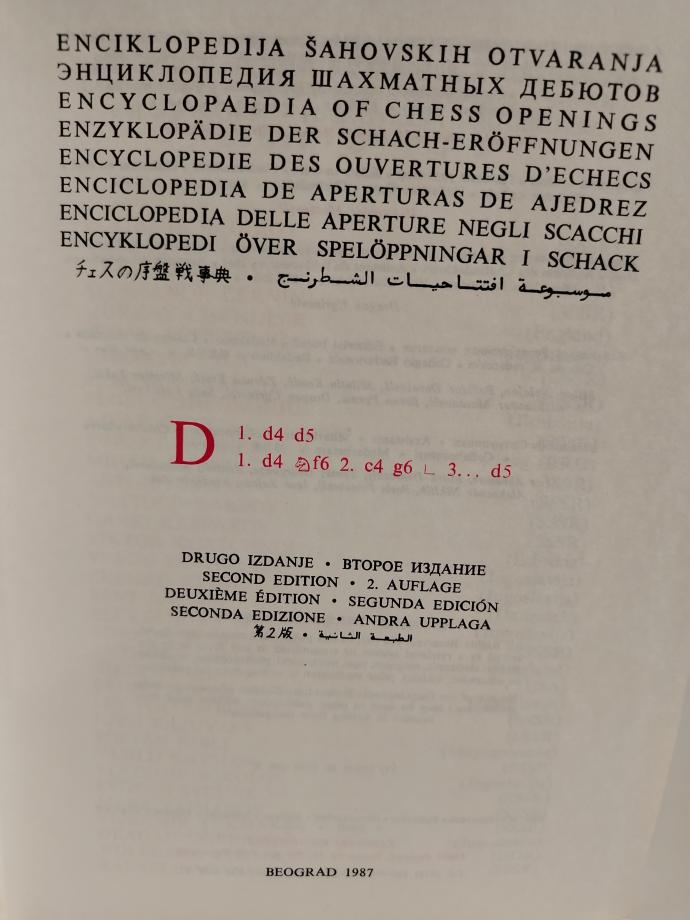 ENCIKLOPEDIJA ŠAHOVSKIH OTVARANJA
ЭНЦИКЛОПЕДИЯ ШАХМАТНЫХ ДЕБЮТОВ
ENCYCLOPAEDIA OF CHESS OPENINGS
ENZYKLOPÄDIE DER SCHACH-ERÖFFNUNGEN
ENCYCLOPEDIE DES OUVERTURES D'ECHECS
ENCICLOPEDIA DE APERTURAS DE AJEDREZ
ENCICLOPEDIA DELLE APERTURE NEGLI SCACCHI
ENCYKLOPEDI ÖVER SPELÖPPNINGAR I SCHACK
チェスの序盤戦事典 • موسوعة افتتاحيات الشطرنج
D 1. d4 d5
1. d4 ♘f6 2. c4 g6 ∟ 3... d5
DRUGO IZDANJE • ВТОРОЕ ИЗДАНИЕ
SECOND EDITION • 2. AUFLAGE
DEUXIÈME ÉDITION • SEGUNDA EDICIÓN
SECONDA EDIZIONE • ANDRA UPPLAGA
第2版 • الطبعة الثانية
BEOGRAD 1987